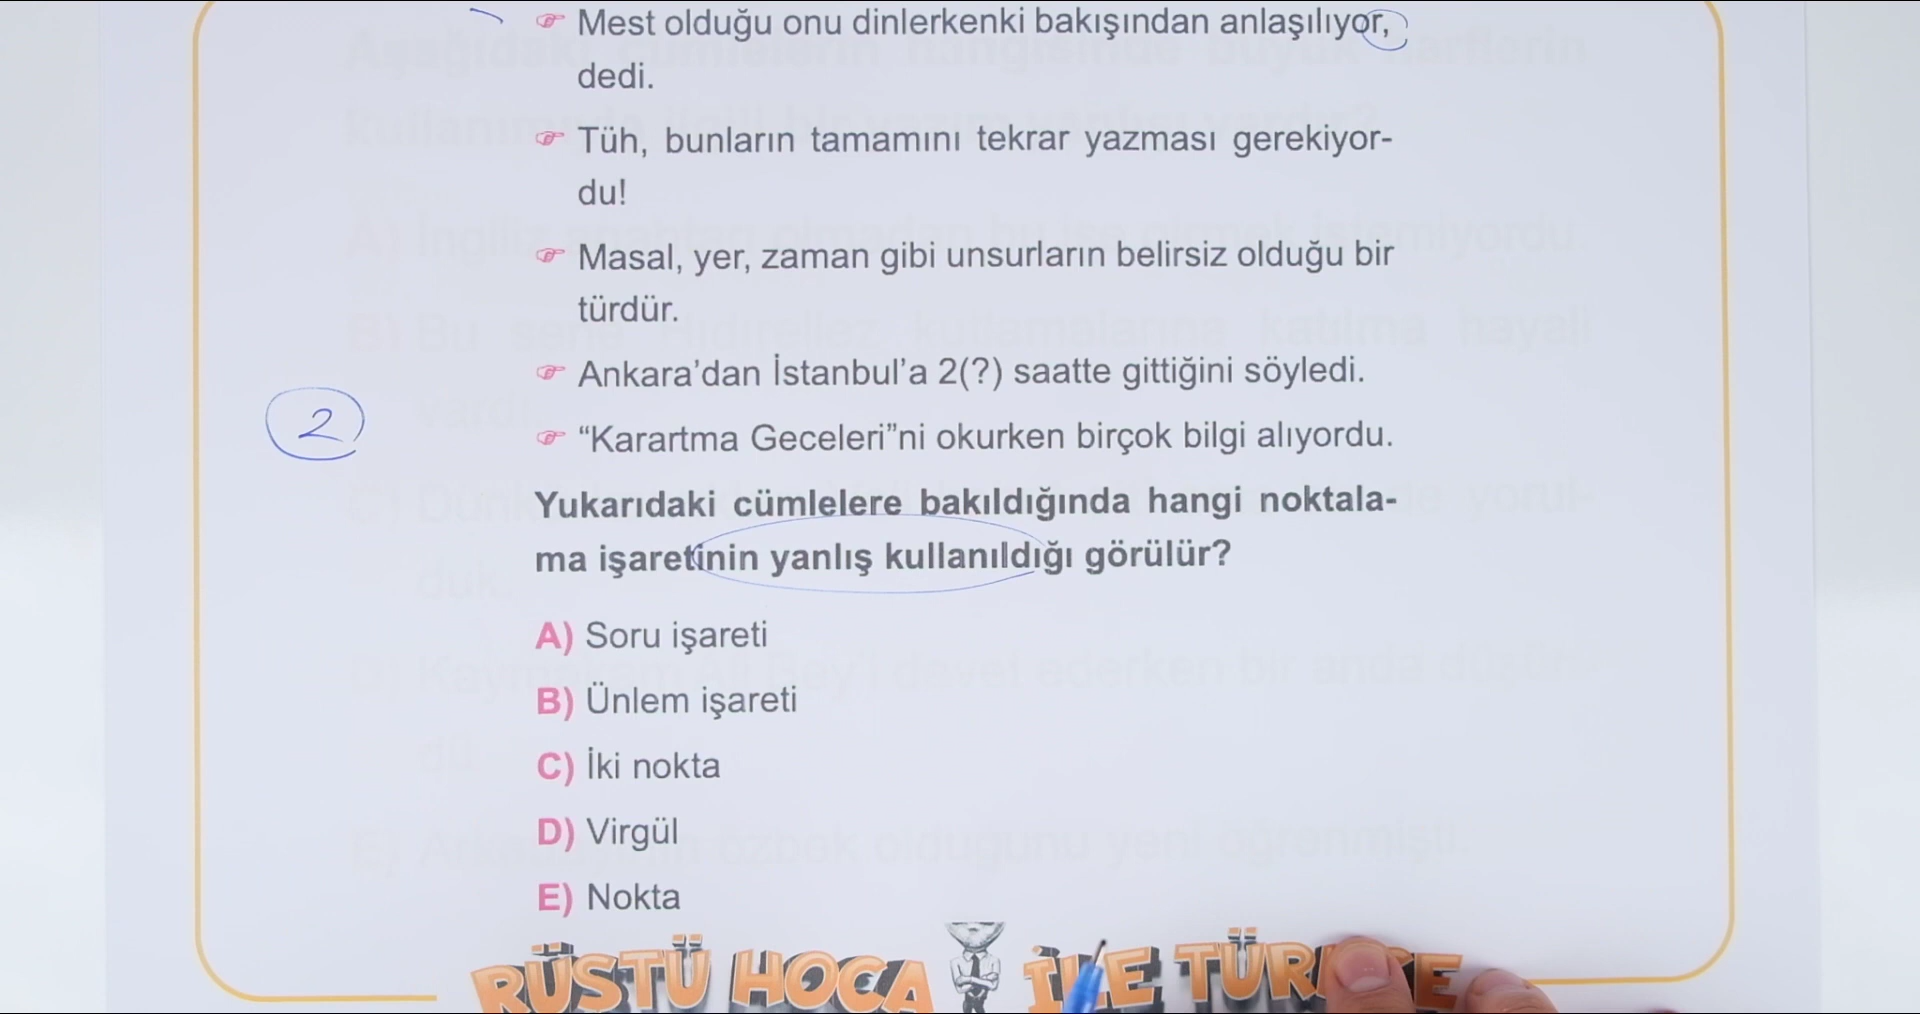 Mest olduğu onu dinlerkenki bakışından anlaşılıyor,
dedi.
Tüh, bunların tamamını tekrar yazması gerekiyor-
du!
Masal, yer, zaman gibi unsurların belirsiz olduğu bir
türdür.
Ankara’dan İstanbul’a 2(?) saatte gittiğini söyledi.
2
“Karartma Geceleri”ni okurken birçok bilgi alıyordu.
Yukarıdaki cümlelere bakıldığında hangi noktala-
ma işaretinin yanlış kullanıldığı görülür?
A) Soru işareti
B) Ünlem işareti
C) İki nokta
D) Virgül
E) Nokta
RÜSTÜ HOCA İLE